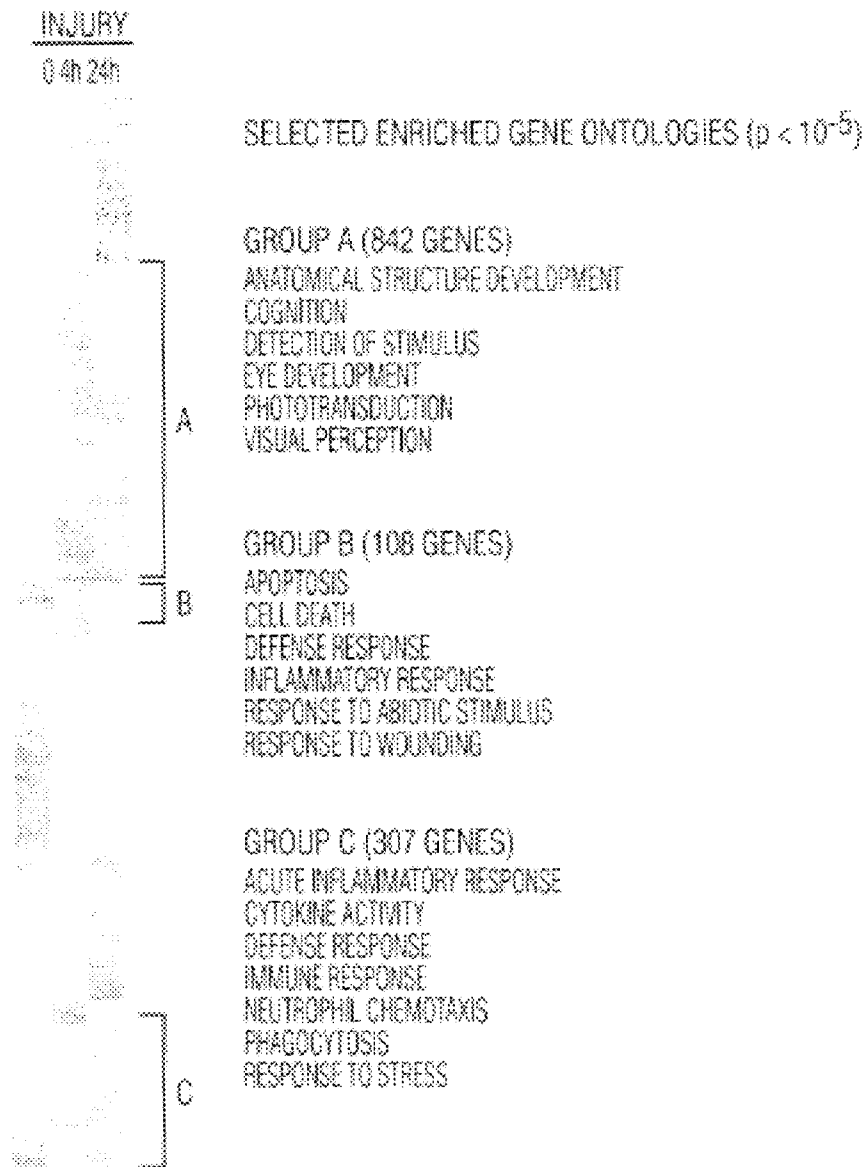 INJURY
0 4h 24h
SELECTED ENRICHED GENE ONTOLOGIES (p < 10-5)
GROUP A (842 GENES)
ANATOMICAL STRUCTURE DEVELOPMENT
COGNITION
DETECTION OF STIMULUS
EYE DEVELOPMENT
PHOTOTRANSDUCTION
VISUAL PERCEPTION
A
GROUP B (108 GENES)
APOPTOSIS
CELL DEATH
DEFENSE RESPONSE
INFLAMMATORY RESPONSE
RESPONSE TO ABIOTIC STIMULUS
RESPONSE TO WOUNDING
B
GROUP C (307 GENES)
ACUTE INFLAMMATORY RESPONSE
CYTOKINE ACTIVITY
DEFENSE RESPONSE
IMMUNE RESPONSE
NEUTROPHIL CHEMOTAXIS
PHAGOCYTOSIS
RESPONSE TO STRESS
C